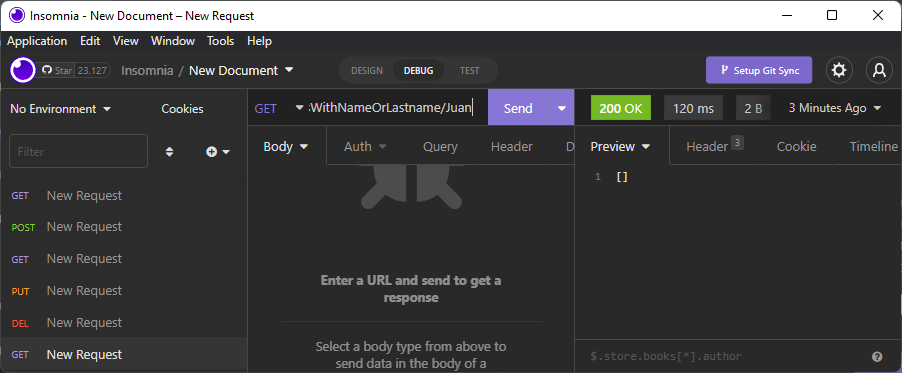 Insomnia - New Document – New Request
Application Edit View Window Tools Help
Star 23.127 Insomnia / New Document DESIGN DEBUG TEST Setup Git Sync
No Environment Cookies
Filter
GET New Request
POST New Request
GET New Request
PUT New Request
DEL New Request
GET New Request
GET WithNameOrLastname/Juan Send
Body Auth Query Header D
Enter a URL and send to get a
response
Select a body type from above to
send data in the body of a
200 OK 120 ms 2 B 3 Minutes Ago
Preview Header 3 Cookie Timeline
1 []
$.store.books[*].author